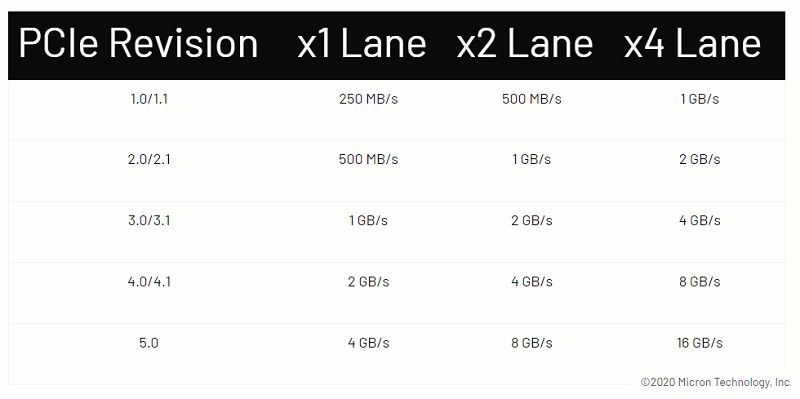 PCIe Revision x1 Lane x2 Lane x4 Lane
1.0/1.1 250 MB/s 500 MB/s 1 GB/s
2.0/2.1 500 MB/s 1 GB/s 2 GB/s
3.0/3.1 1 GB/s 2 GB/s 4 GB/s
4.0/4.1 2 GB/s 4 GB/s 8 GB/s
5.0 4 GB/s 8 GB/s 16 GB/s
©2020 Micron Technology, Inc.